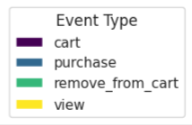 Event Type
cart
purchase
remove_from_cart
view